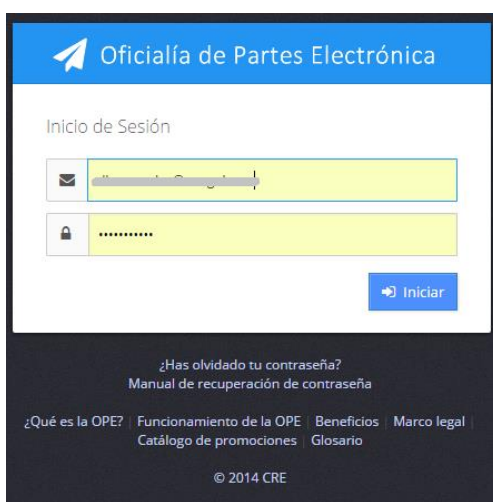 Oficialía de Partes Electrónica
Inicio de Sesión
Iniciar
¿Has olvidado tu contraseña?
Manual de recuperación de contraseña
¿Qué es la OPE? | Funcionamiento de la OPE | Beneficios | Marco legal |
Catálogo de promociones | Glosario
© 2014 CRE